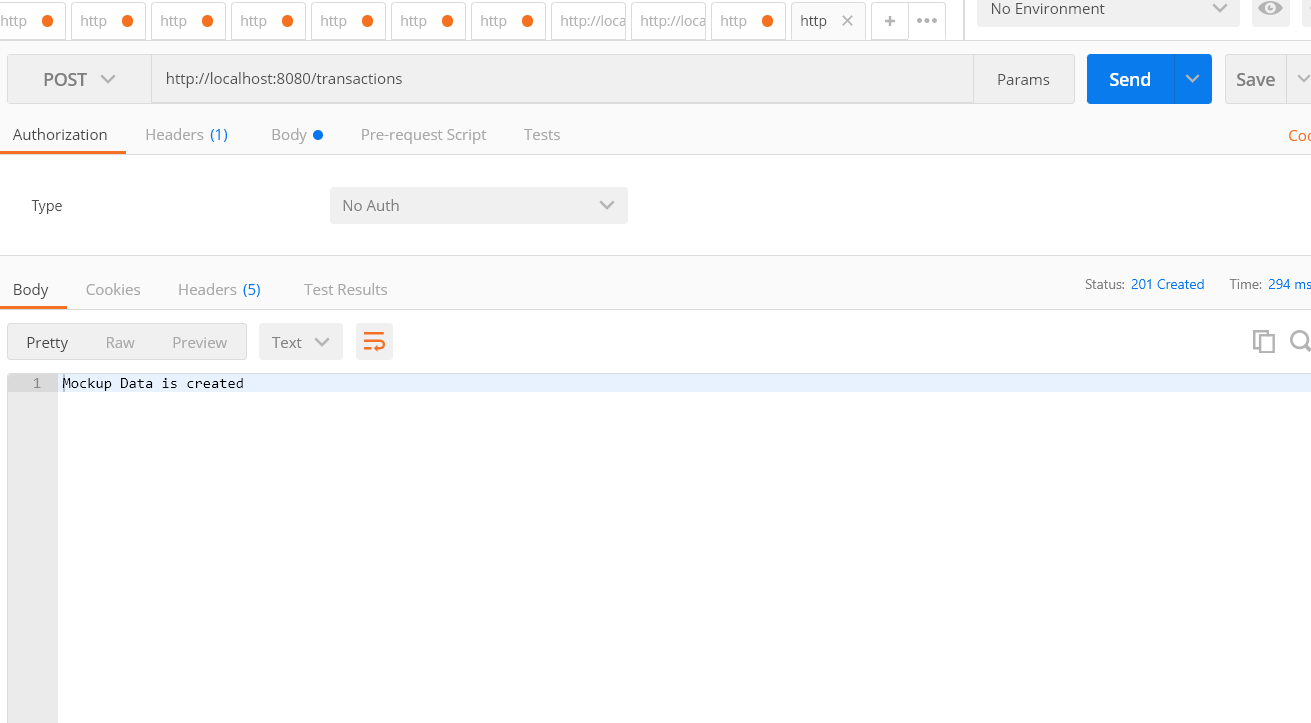 http http http http http http http http://loca http://loca http http No Environment
POST http://localhost:8080/transactions Params Send Save
Authorization Headers (1) Body Pre-request Script Tests Coo
Type No Auth
Body Cookies Headers (5) Test Results Status: 201 Created Time: 294 ms
Pretty Raw Preview Text
1 Mockup Data is created